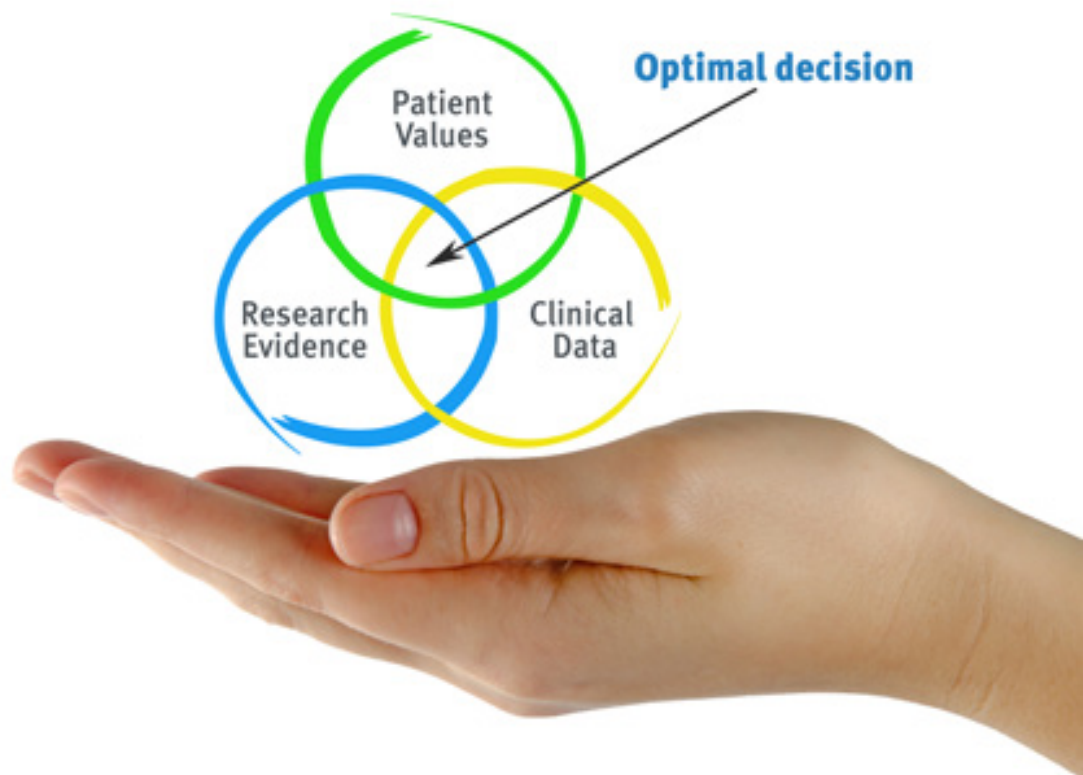 Optimal decision
Patient
Values
Research
Evidence
Clinical
Data